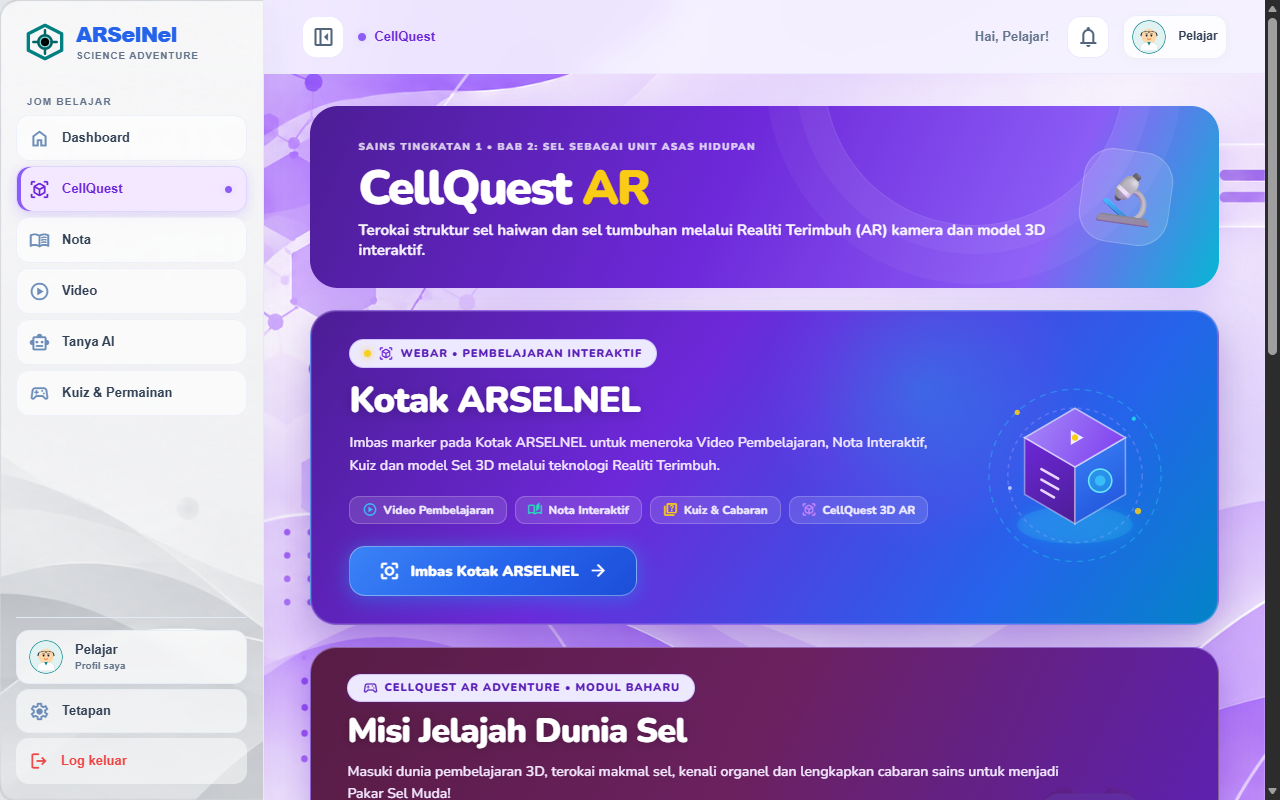 ARSelNel
SCIENCE ADVENTURE
JOM BELAJAR
Dashboard
CellQuest
Nota
Video
Tanya AI
Kuiz & Permainan
Pelajar
Profil saya
Tetapan
Log keluar
CellQuest
Hai, Pelajar!
Pelajar
SAINS TINGKATAN 1 • BAB 2: SEL SEBAGAI UNIT ASAS HIDUPAN
CellQuest AR
Terokai struktur sel haiwan dan sel tumbuhan melalui Realiti Terimbuh (AR) kamera dan model 3D
interaktif.
WEBAR • PEMBELAJARAN INTERAKTIF
Kotak ARSELNEL
Imbas marker pada Kotak ARSELNEL untuk meneroka Video Pembelajaran, Nota Interaktif,
Kuiz dan model Sel 3D melalui teknologi Realiti Terimbuh.
Video Pembelajaran
Nota Interaktif
Kuiz & Cabaran
CellQuest 3D AR
Imbas Kotak ARSELNEL →
CELLQUEST AR ADVENTURE • MODUL BAHARU
Misi Jelajah Dunia Sel
Masuki dunia pembelajaran 3D, terokai makmal sel, kenali organel dan lengkapkan cabaran sains untuk menjadi
Pakar Sel Muda!